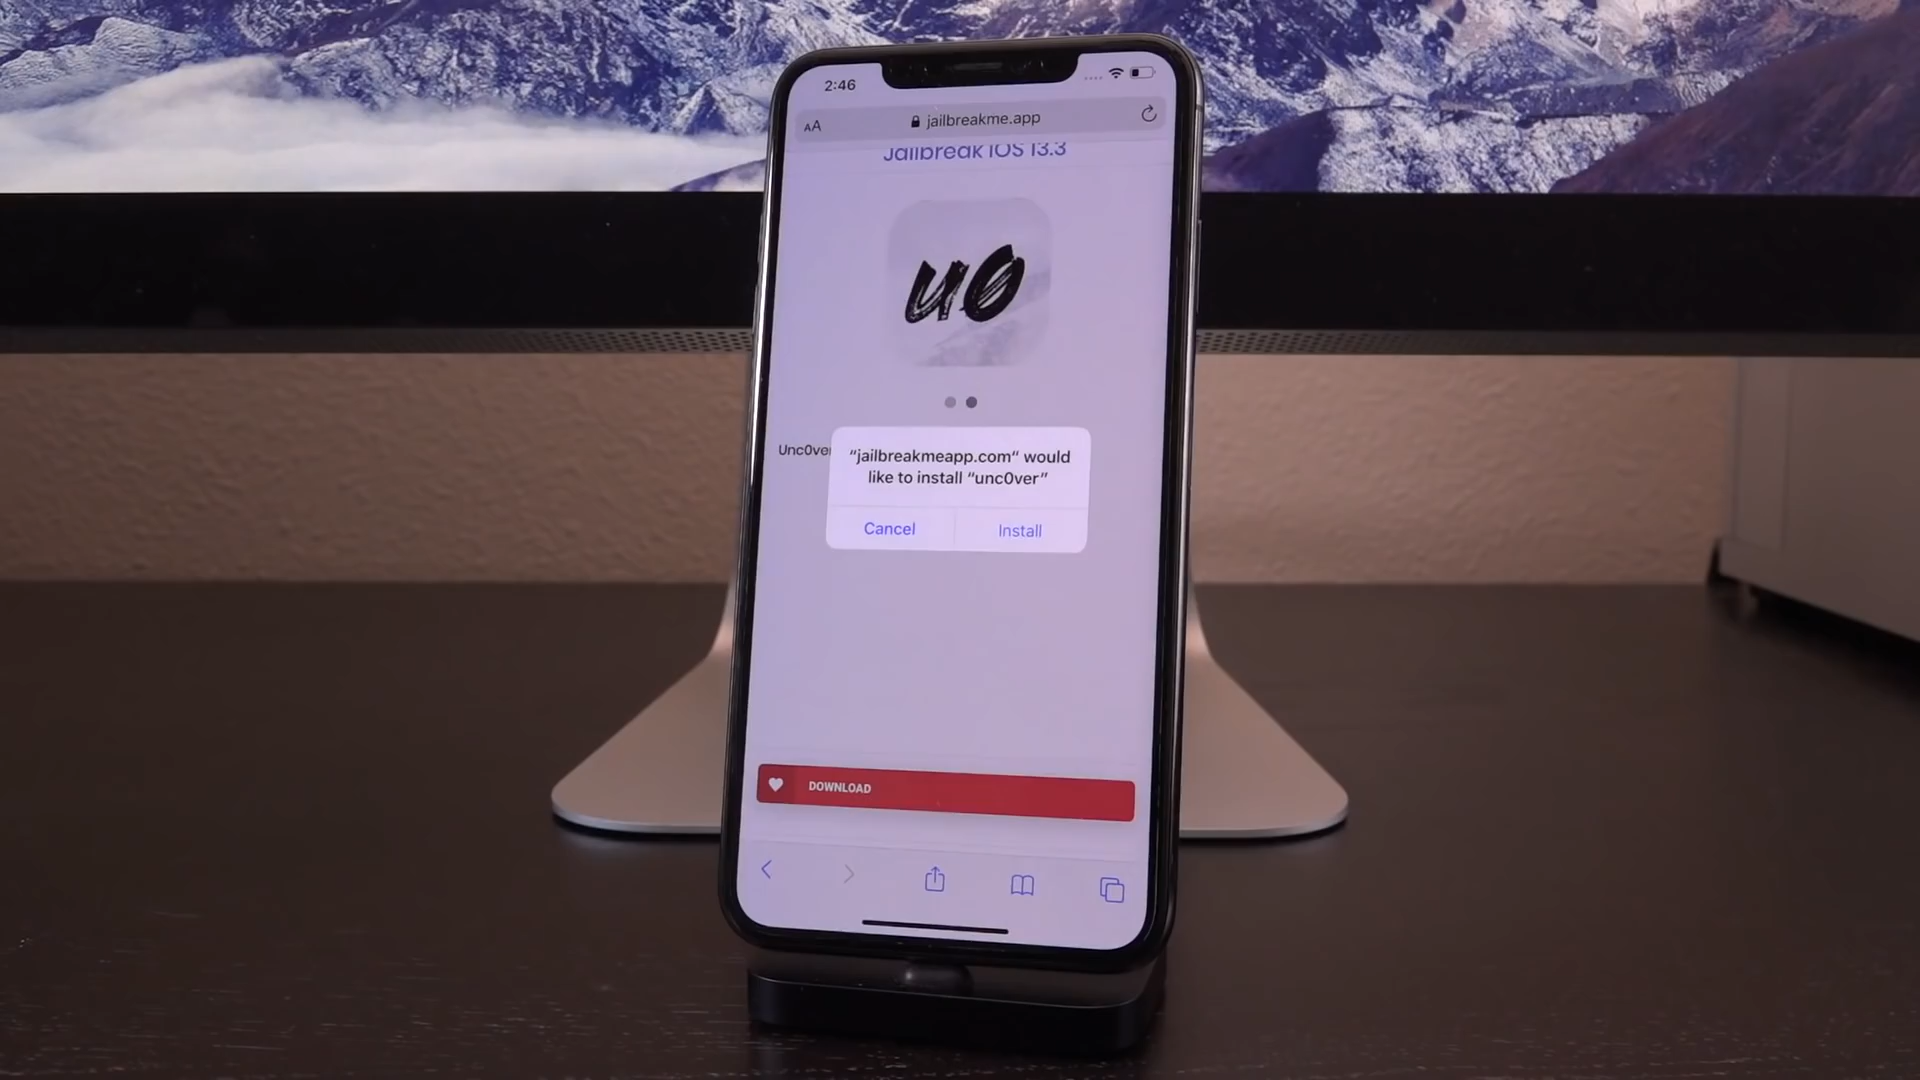 2:46
AA jailbreakme.app
Jailbreak iOS 13.3
u0
Unc0ver
“jailbreakmeapp.com“ would
like to install “unc0ver”
Cancel Install
DOWNLOAD